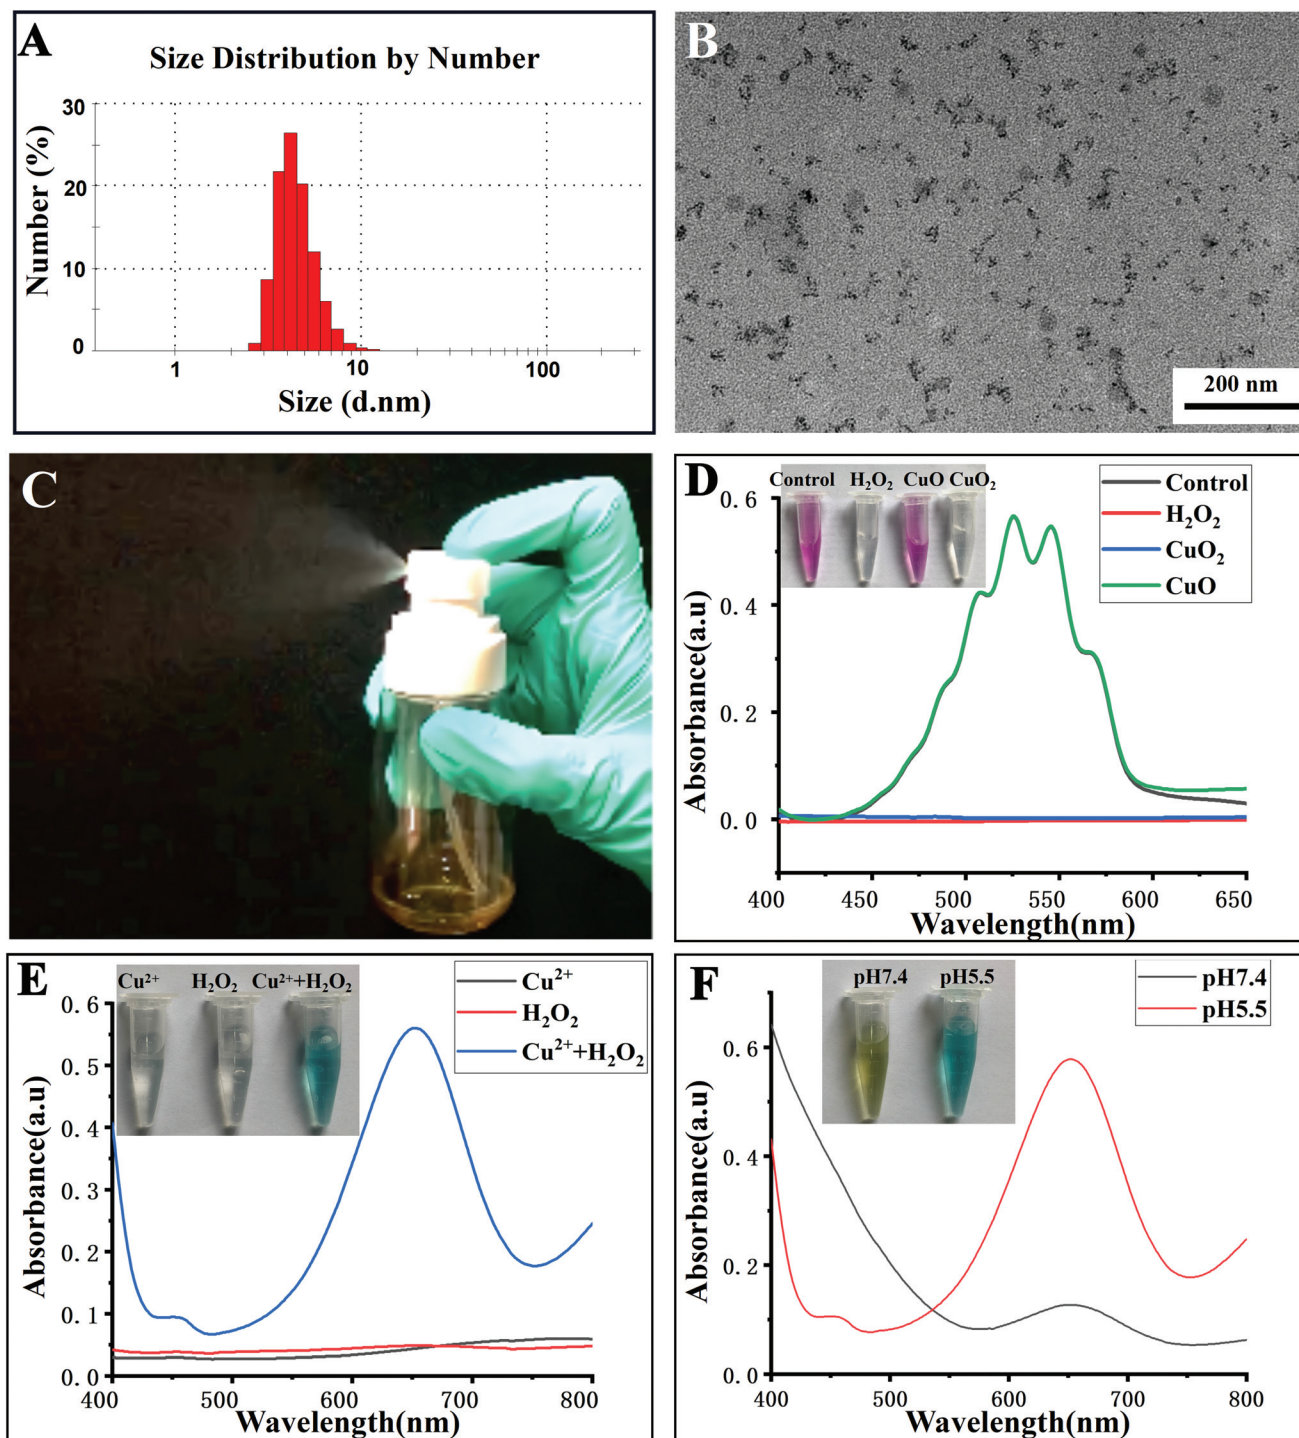 A
Size Distribution by Number
Number (%)
30
20
10
0
1
10
100
Size (d.nm)
B
200 nm
C
D
Control
H₂O₂
CuO
CuO₂
Control
H₂O₂
CuO₂
CuO
Absorbance(a.u)
0.6
0.4
0.2
0.0
400
450
500
550
600
650
Wavelength(nm)
E
Cu²⁺
H₂O₂
Cu²⁺+H₂O₂
Cu²⁺
H₂O₂
Cu²⁺+H₂O₂
Absorbance(a.u)
0.6
0.5
0.4
0.3
0.2
0.1
0.0
400
500
600
700
800
Wavelength(nm)
F
pH7.4
pH5.5
pH7.4
pH5.5
Absorbance(a.u)
0.6
0.4
0.2
0.0
400
500
600
700
800
Wavelength(nm)